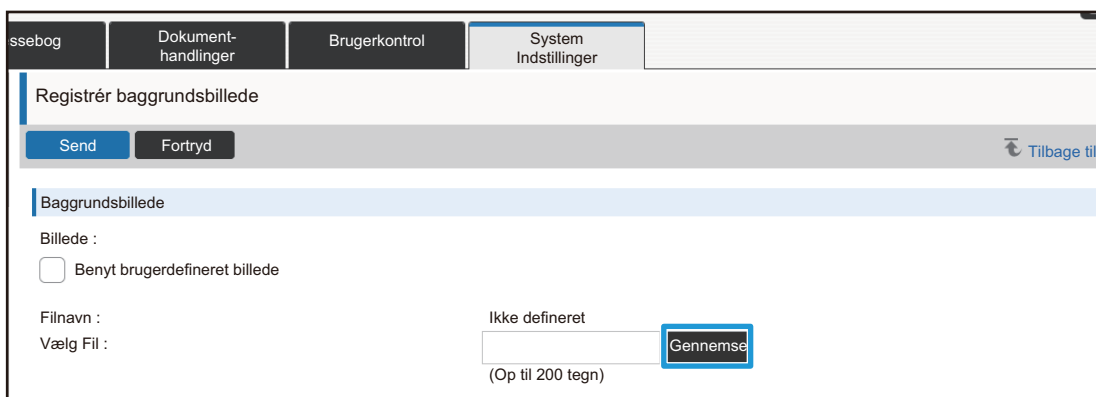 ssebog
Dokument-
handlinger
Brugerkontrol
System
Indstillinger
Registrér baggrundsbillede
Send
Fortryd
Tilbage til
Baggrundsbillede
Billede :
Benyt brugerdefineret billede
Filnavn :
Ikke defineret
Vælg Fil :
Gennemse
(Op til 200 tegn)